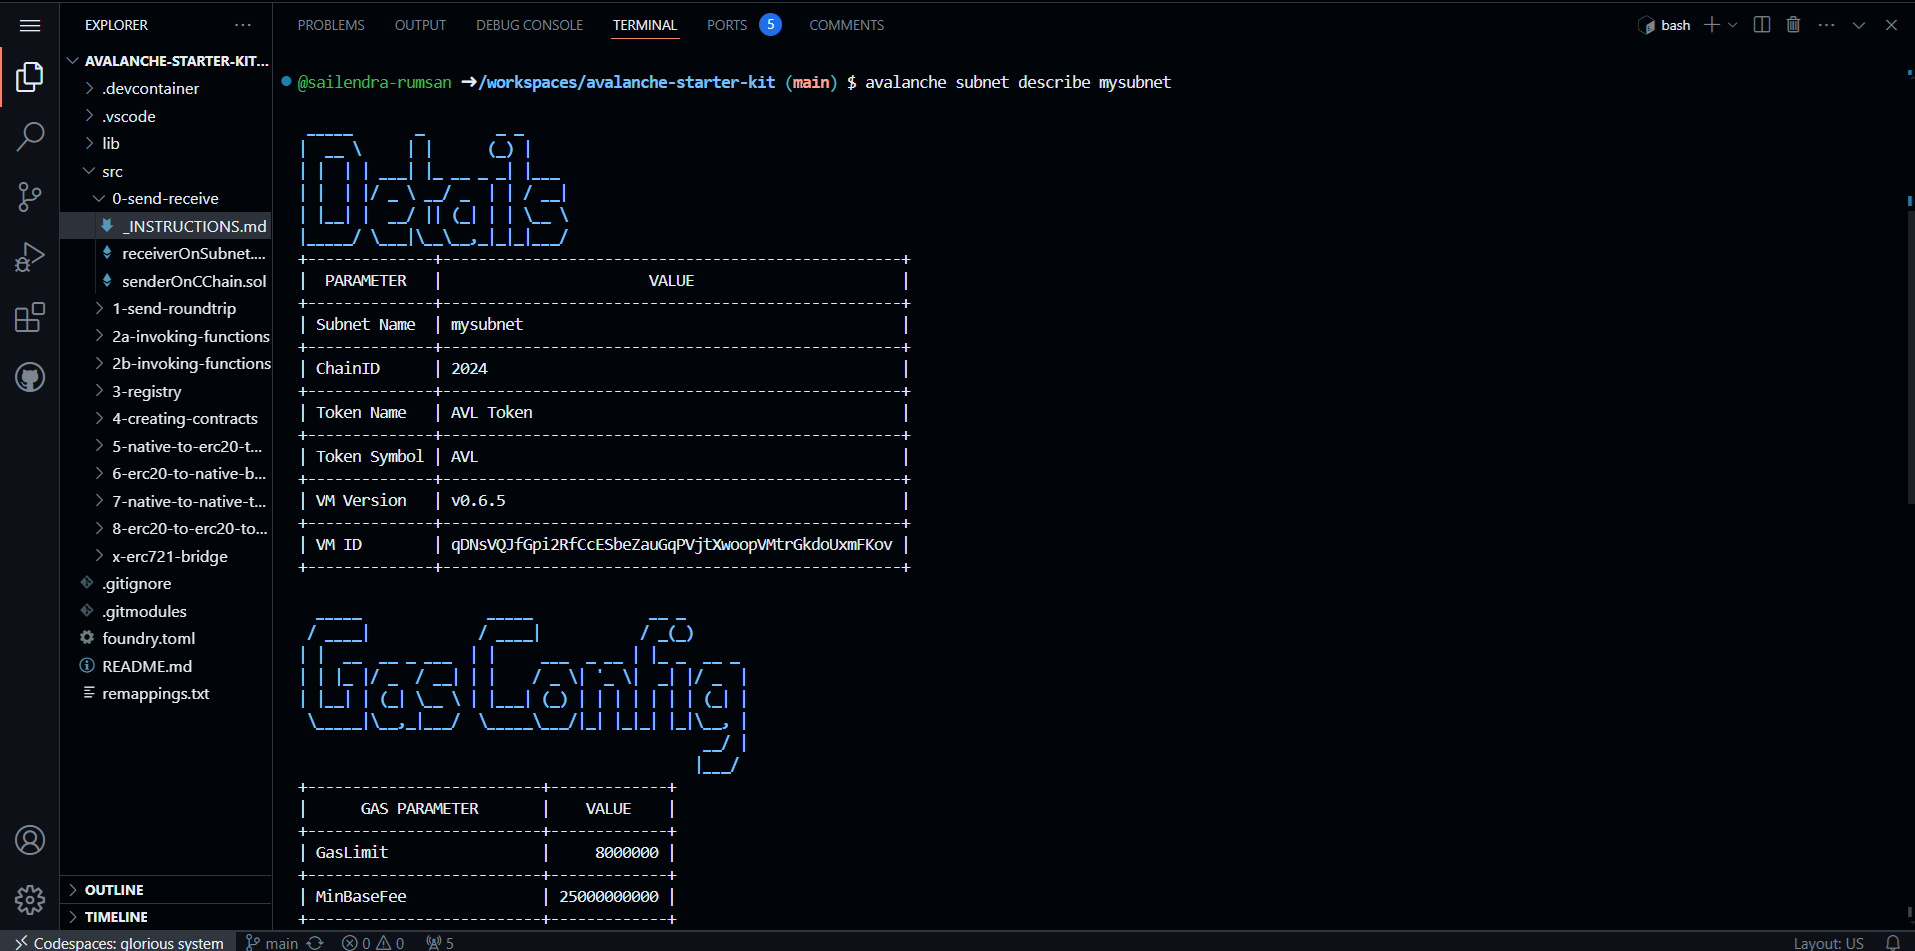 EXPLORER
PROBLEMS OUTPUT DEBUG CONSOLE TERMINAL PORTS 5 COMMENTS
bash
AVALANCHE-STARTER-KIT...
.devcontainer
.vscode
lib
src
0-send-receive
_INSTRUCTIONS.md
receiverOnSubnet....
senderOnCChain.sol
1-send-roundtrip
2a-invoking-functions
2b-invoking-functions
3-registry
4-creating-contracts
5-native-to-erc20-t...
6-erc20-to-native-b...
7-native-to-native-t...
8-erc20-to-erc20-to...
x-erc721-bridge
.gitignore
.gitmodules
foundry.toml
README.md
remappings.txt
OUTLINE
TIMELINE
@sailendra-rumsan ➜/workspaces/avalanche-starter-kit (main) $ avalanche subnet describe mysubnet
Details
PARAMETER | VALUE
Subnet Name | mysubnet
ChainID | 2024
Token Name | AVL Token
Token Symbol | AVL
VM Version | v0.6.5
VM ID | qDNsVQJfGpi2RfCcESbeZauGqPVjtXwoopVMtrGkdoUxmFKov
Gas Config
GAS PARAMETER | VALUE
GasLimit | 8000000
MinBaseFee | 25000000000
Codespaces: glorious system main 0 0 5 Layout: US